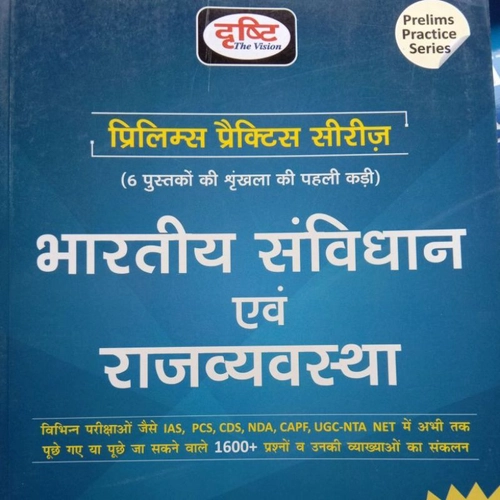 दृष्टि
The Vision
Prelims
Practice
Series
प्रिलिम्स प्रैक्टिस सीरीज़
(6 पुस्तकों की शृंखला की पहली कड़ी)
भारतीय संविधान
एवं
राजव्यवस्था
विभिन्न परीक्षाओं जैसे IAS, PCS, CDS, NDA, CAPF, UGC-NTA NET में अभी तक
पूछे गए या पूछे जा सकने वाले 1600+ प्रश्नों व उनकी व्याख्याओं का संकलन